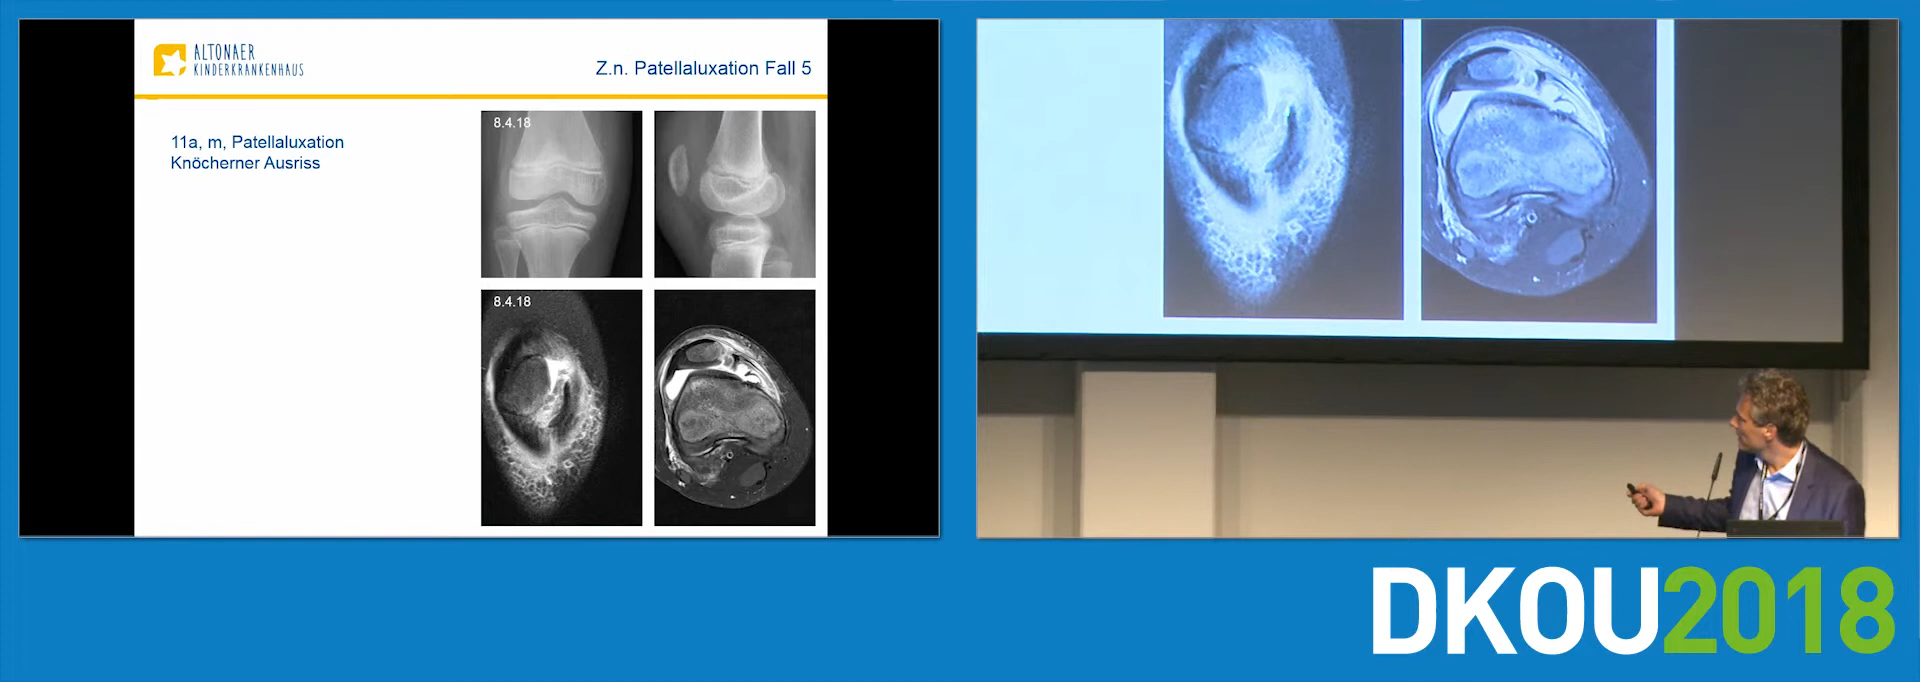 ALTONAER
KINDERKRANKENHAUS
Z.n. Patellaluxation Fall 5
11a, m, Patellaluxation
Knöcherner Ausriss
8.4.18
8.4.18
DKOU2018